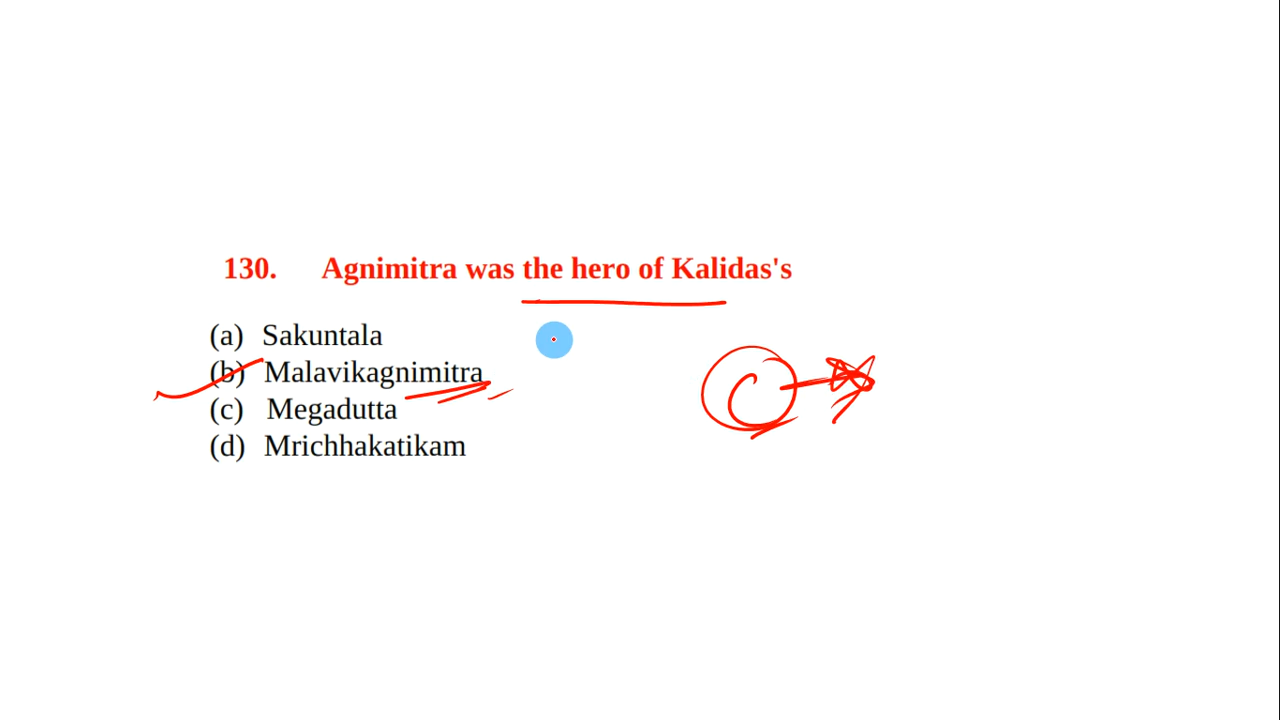 130. Agnimitra was the hero of Kalidas's
(a) Sakuntala
(b) Malavikagnimitra
(c) Megadutta
(d) Mrichhakatikam